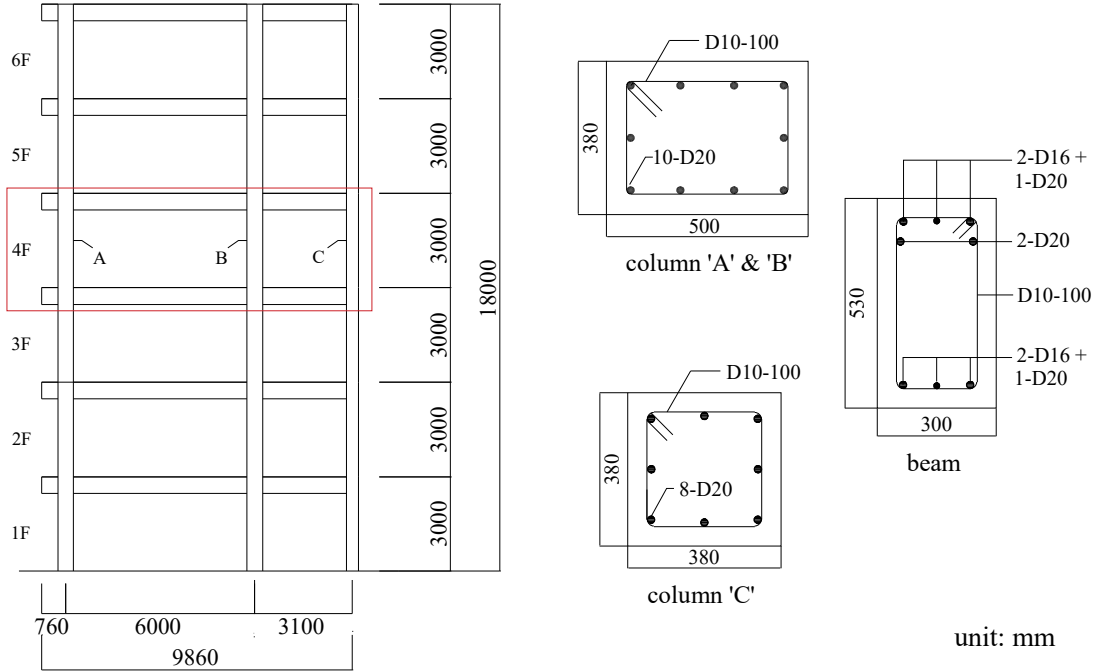 6F
5F
4F
3F
2F
1F
A
B
C
3000
3000
3000
3000
3000
3000
18000
760
6000
3100
9860
D10-100
380
10-D20
500
column 'A' & 'B'
D10-100
380
8-D20
380
column 'C'
530
2-D16 +
1-D20
2-D20
D10-100
2-D16 +
1-D20
300
beam
unit: mm